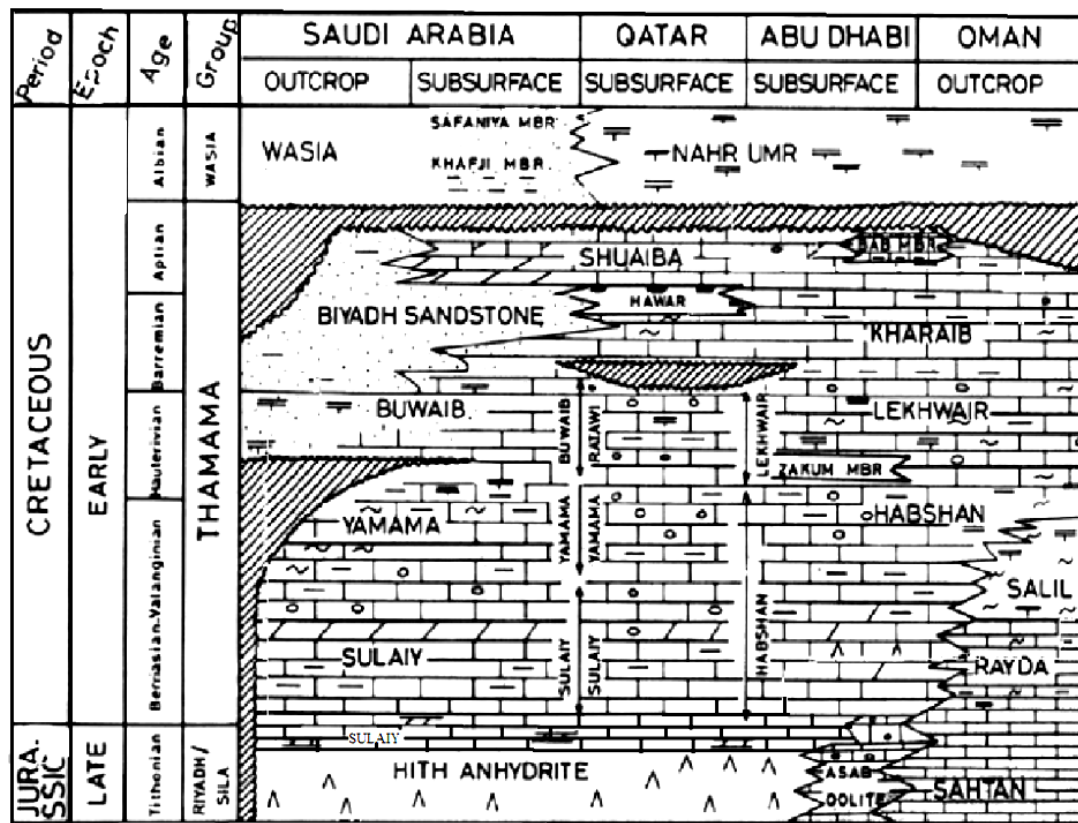 Period
Epoch
Age
Group
SAUDI ARABIA
QATAR
ABU DHABI
OMAN
OUTCROP
SUBSURFACE
SUBSURFACE
SUBSURFACE
OUTCROP
CRETACEOUS
EARLY
Albian
WASIA
WASIA
SAFANIYA MBR
KHAFJI MBR
NAHR UMR
Aptian
THAMAMA
SHUAIBA
BAB MBR
HAWAR
BIYADH SANDSTONE
Barremian
KHARAIB
BUWAIB
BUWAIB
RATAWI
LEKHWAIR
LEKHWAIR
Hauterivian
ZAKUM MBR
YAMAMA
YAMAMA
YAMAMA
HABSHAN
HABSHAN
Berriasian-Valanginian
SALIL
SULAIY
SULAIY
SULAIY
RAYDA
JURA.
SSIC
LATE
Tithonian
RIYADH/
SILA
SULAIY
HITH ANHYDRITE
ASAB
OOLITE
SAHTAN